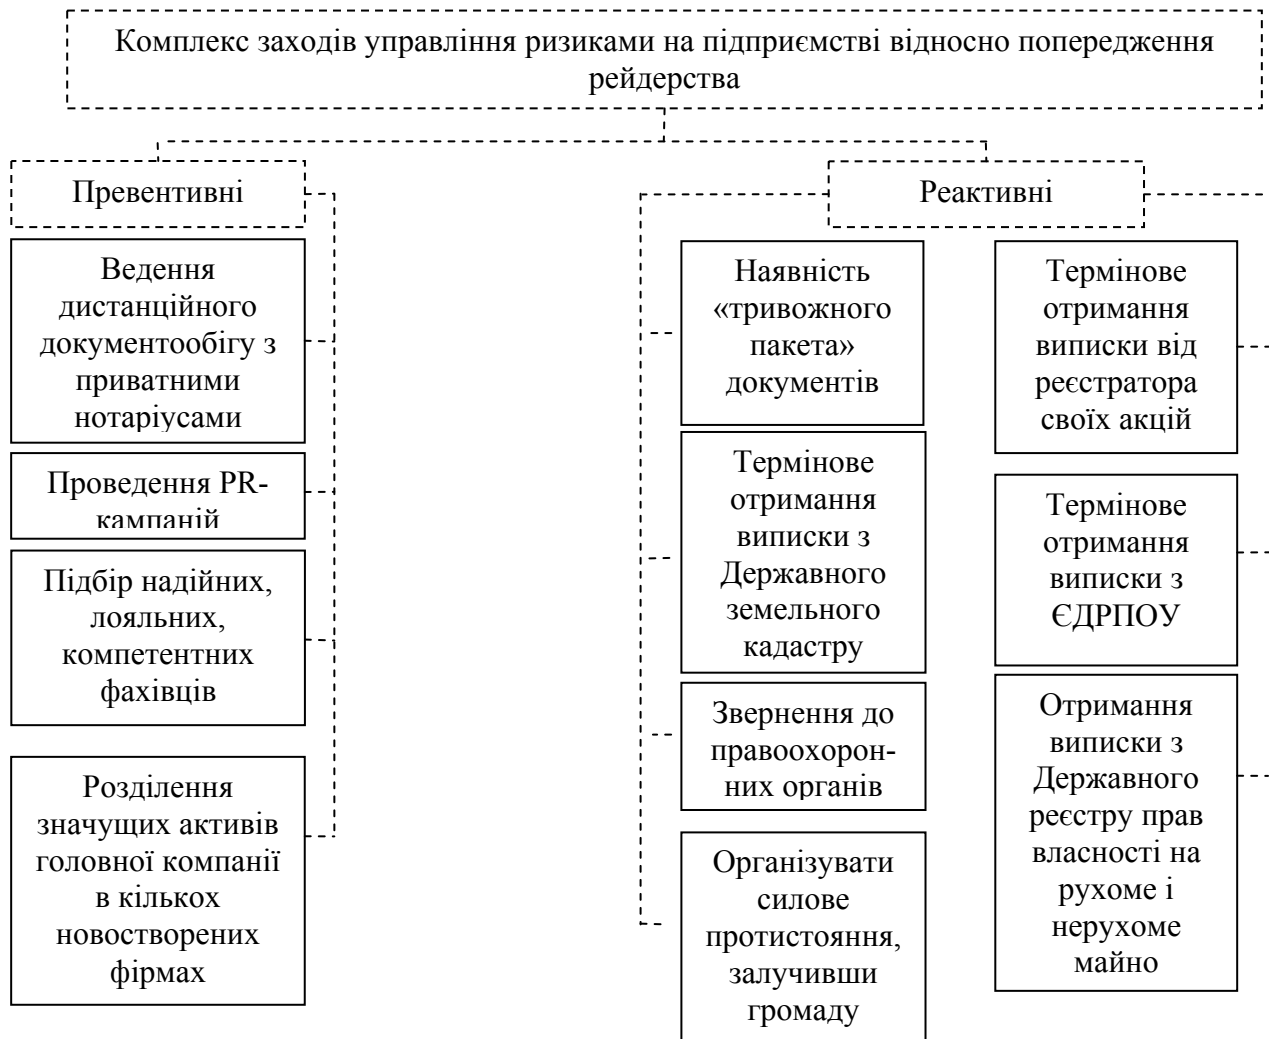 Комплекс заходів управління ризиками на підприємстві відносно попередження
рейдерства
Превентивні
Ведення
дистанційного
документообігу з
приватними
нотаріусами
Проведення PR-
кампаній
Підбір надійних,
лояльних,
компетентних
фахівців
Розділення
значущих активів
головної компанії
в кількох
новостворених
фірмах
Реактивні
Наявність
«тривожного
пакета»
документів
Термінове
отримання
виписки з
Державного
земельного
кадастру
Звернення до
правоохорон-
них органів
Організувати
силове
протистояння,
залучивши
громаду
Термінове
отримання
виписки від
реєстратора
своїх акцій
Термінове
отримання
виписки з
ЄДРПОУ
Отримання
виписки з
Державного
реєстру прав
власності на
рухоме і
нерухоме
майно